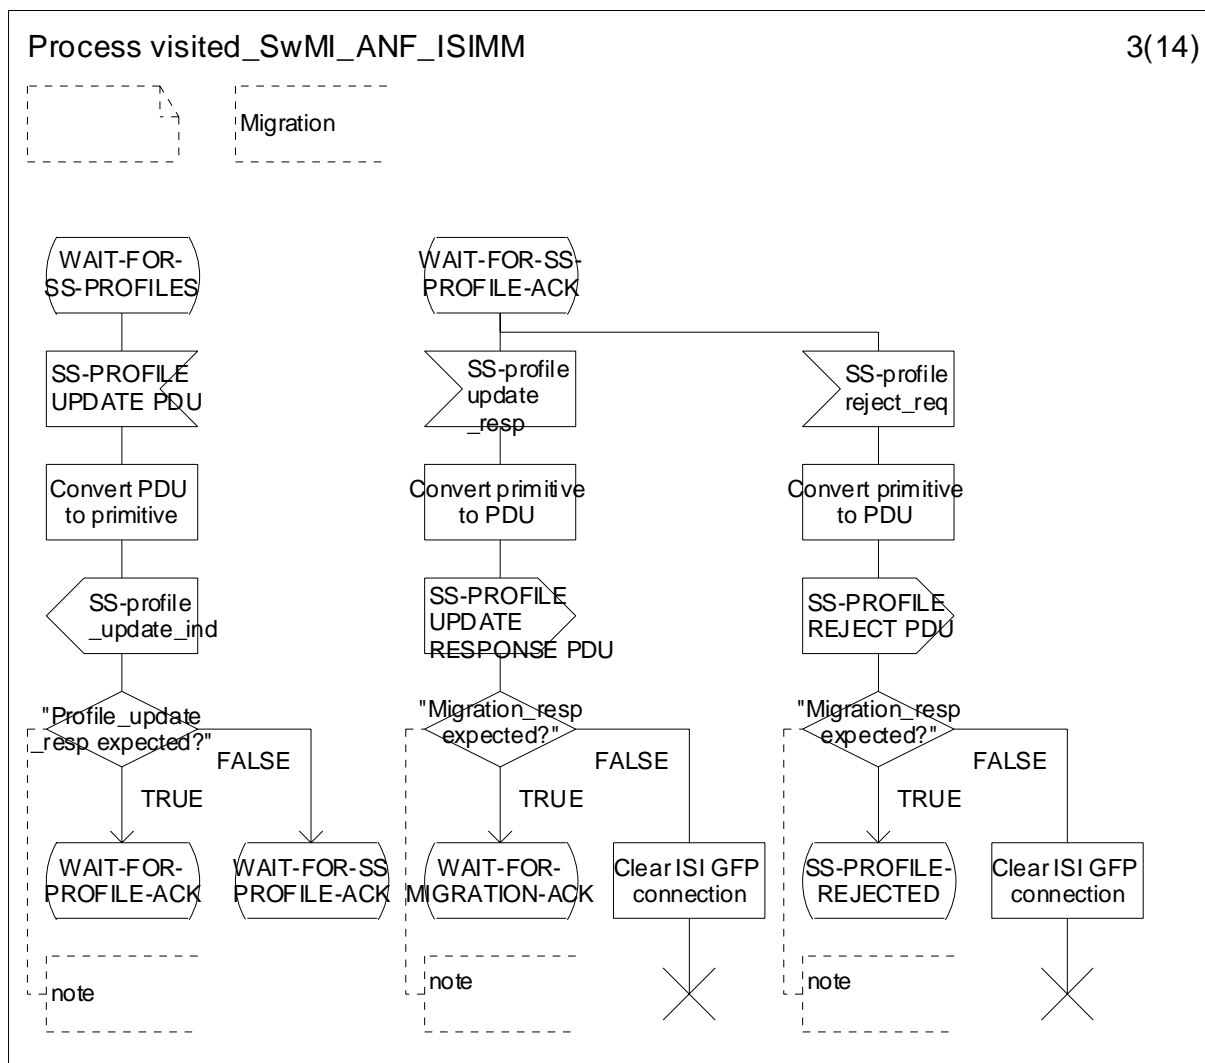 Process visited_SwMI_ANF_ISIMM
3(14)
Migration
WAIT-FOR-
SS-PROFILES
SS-PROFILE
UPDATE PDU
Convert PDU
to primitive
SS-profile
_update_ind
"Profile_update
_resp expected?"
FALSE
TRUE
WAIT-FOR-
PROFILE-ACK
WAIT-FOR-SS
PROFILE-ACK
note
WAIT-FOR-SS-
PROFILE-ACK
SS-profile
update
_resp
Convert primitive
to PDU
SS-PROFILE
UPDATE
RESPONSE PDU
"Migration_resp
expected?"
FALSE
TRUE
WAIT-FOR-
MIGRATION-ACK
Clear ISI GFP
connection
note
SS-profile
reject_req
Convert primitive
to PDU
SS-PROFILE
REJECT PDU
"Migration_resp
expected?"
FALSE
TRUE
SS-PROFILE-
REJECTED
Clear ISI GFP
connection
note